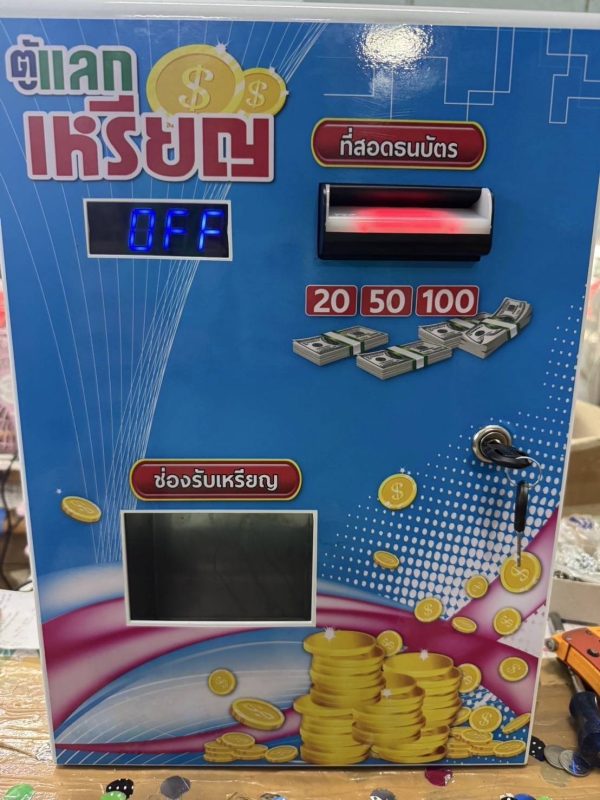 ตู้แลก
เหรียญ
ที่สอดธนบัตร
OFF
20 50 100
ช่องรับเหรียญ